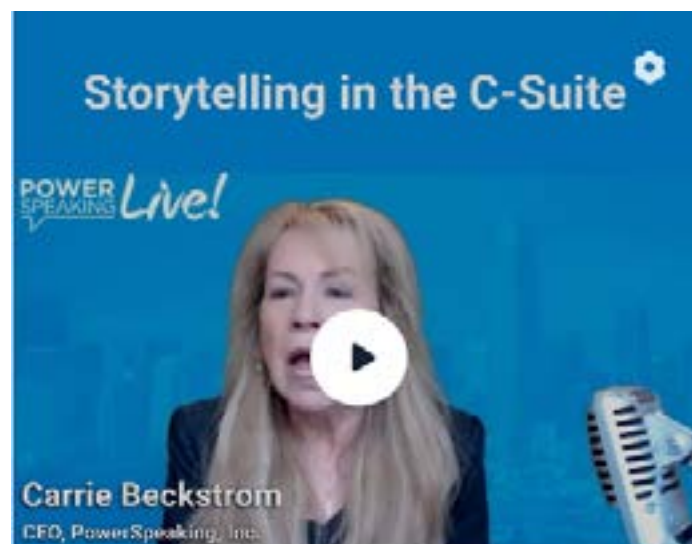 Storytelling in the C-Suite
POWER
SPEAKING Live!
Carrie Beckstrom
CEO, PowerSpeaking, Inc.